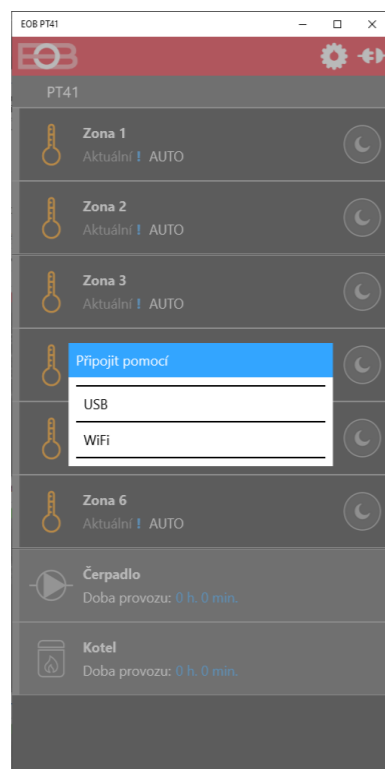 EOB PT41
EOB
PT41
Zona 1
Aktuální ! AUTO
Zona 2
Aktuální ! AUTO
Zona 3
Aktuální ! AUTO
Připojit pomocí
USB
WiFi
Zona 6
Aktuální ! AUTO
Čerpadlo
Doba provozu: 0 h. 0 min.
Kotel
Doba provozu: 0 h. 0 min.